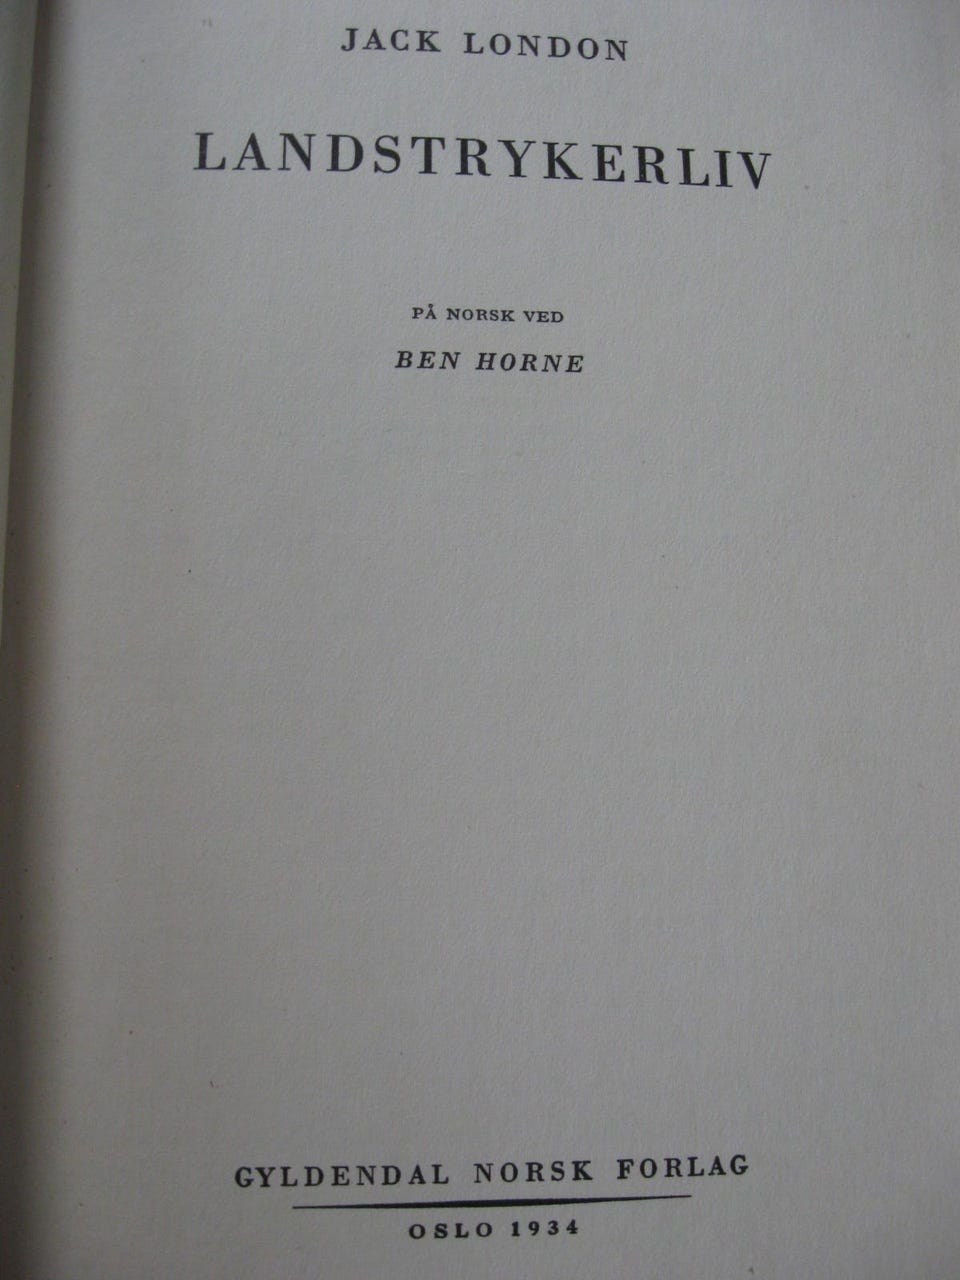 JACK LONDON
LANDSTRYKERLIV
PÅ NORSK VED
BEN HORNE
GYLDENDAL NORSK FORLAG
OSLO 1934